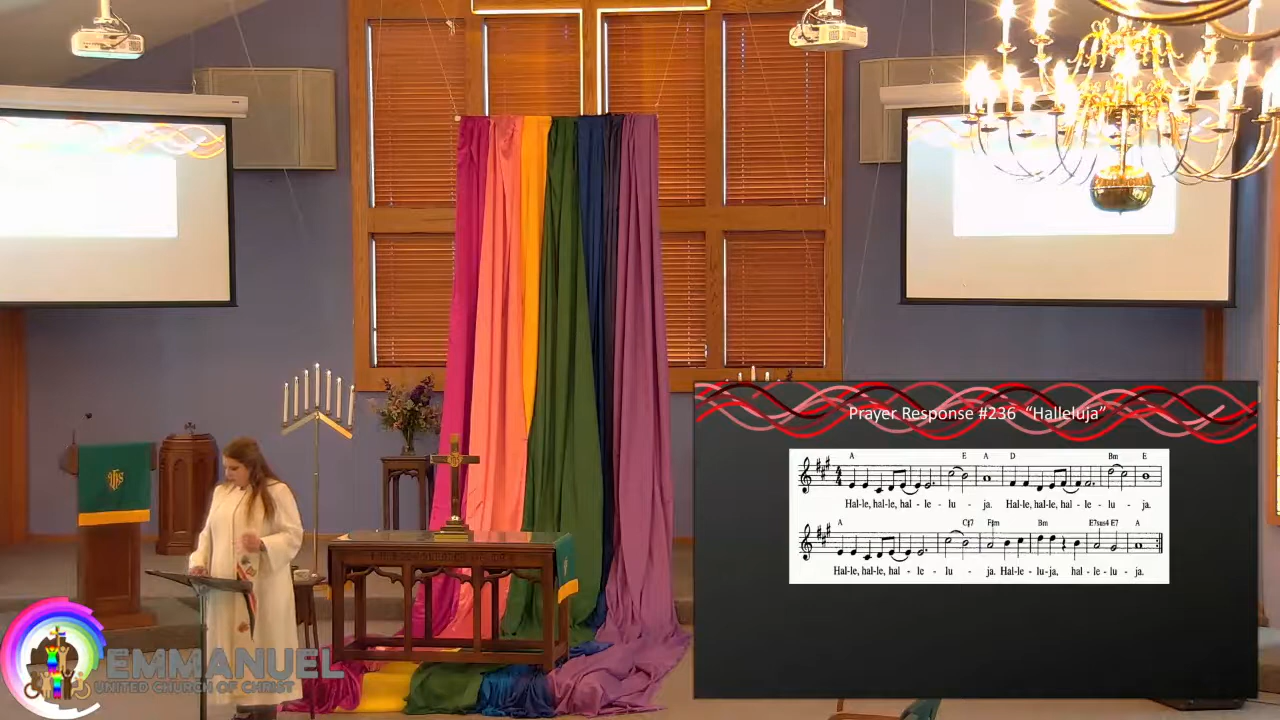 Prayer Response #236 “Halleluja”
A E A D Bm E
Hal-le, hal-le, hal - le - lu - ja. Hal-le, hal-le, hal - le - lu - ja.
A C#7 F#m Bm E7sus4 E7 A
Hal-le, hal-le, hal - le - lu - ja. Hal-le - lu-ja, hal - le - lu - ja.
IHS
EMMANUEL
UNITED CHURCH OF CHRIST